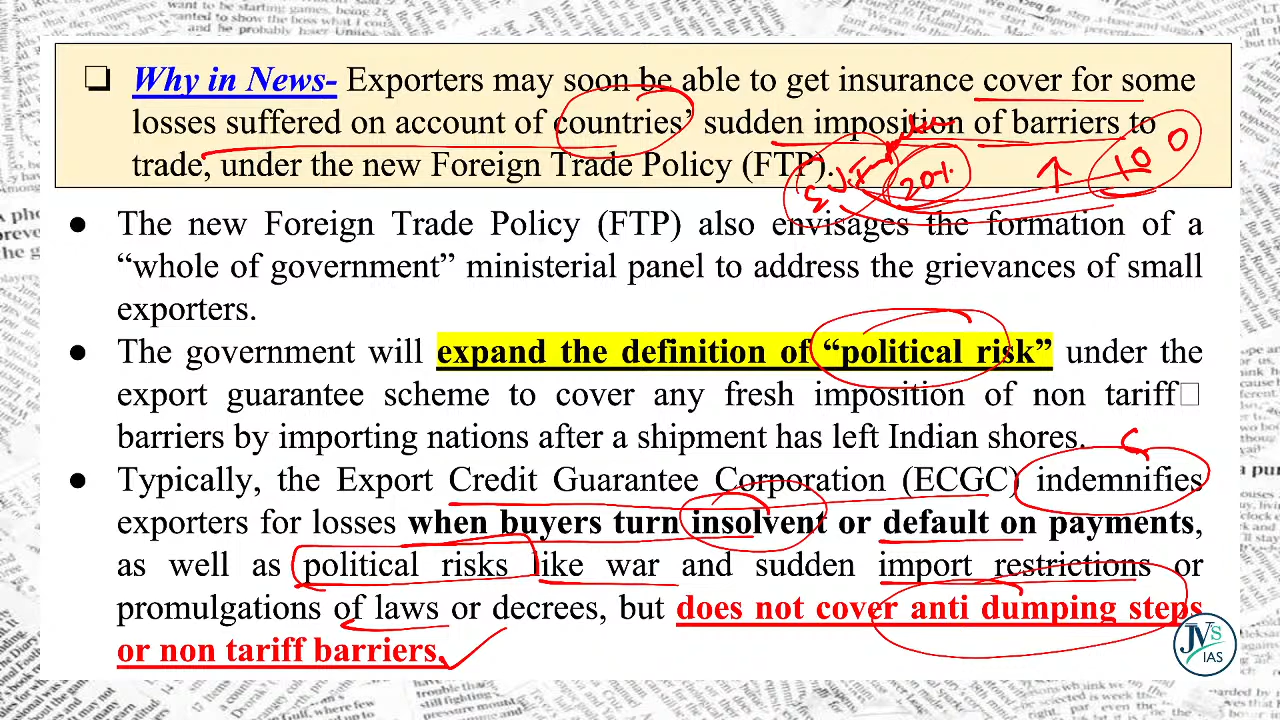 ❏ Why in News- Exporters may soon be able to get insurance cover for some
losses suffered on account of countries’ sudden imposition of barriers to
trade, under the new Foreign Trade Policy (FTP).
20%
↑
100
● The new Foreign Trade Policy (FTP) also envisages the formation of a
“whole of government” ministerial panel to address the grievances of small
exporters.
● The government will expand the definition of “political risk” under the
export guarantee scheme to cover any fresh imposition of non tariff□
barriers by importing nations after a shipment has left Indian shores.
● Typically, the Export Credit Guarantee Corporation (ECGC) indemnifies
exporters for losses when buyers turn insolvent or default on payments,
as well as political risks like war and sudden import restrictions or
promulgations of laws or decrees, but does not cover anti dumping steps
or non tariff barriers.
JVS
IAS